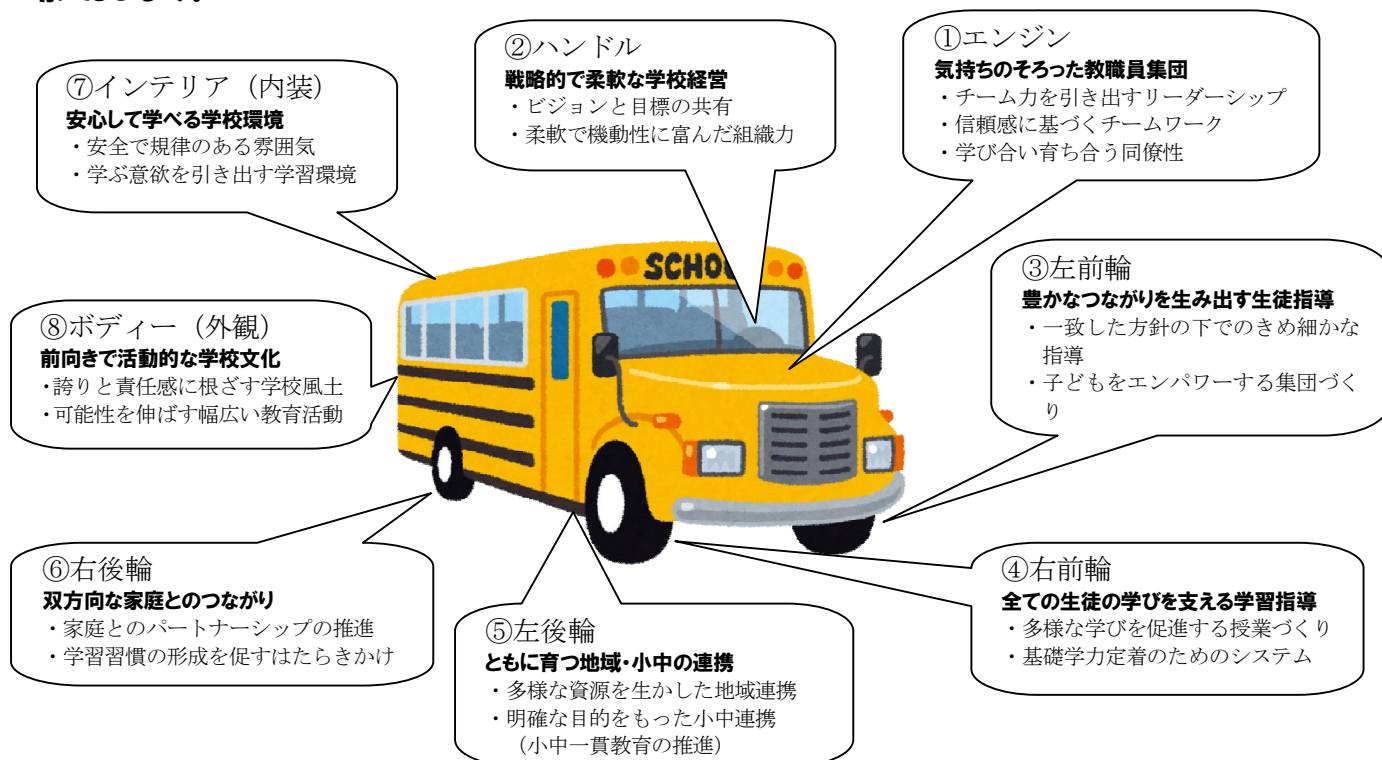 ②ハンドル
戦略的で柔軟な学校経営
・ビジョンと目標の共有
・柔軟で機動性に富んだ組織力
①エンジン
気持ちのそろった教職員集団
・チーム力を引き出すリーダーシップ
・信頼感に基づくチームワーク
・学び合い育ち合う同僚性
⑦インテリア（内装）
安心して学べる学校環境
・安全で規律のある雰囲気
・学ぶ意欲を引き出す学習環境
SCHO
③左前輪
豊かなつながりを生み出す生徒指導
・一致した方針の下でのきめ細かな
指導
・子どもをエンパワーする集団づく
り
⑧ボディー（外観）
前向きで活動的な学校文化
・誇りと責任感に根ざす学校風土
・可能性を伸ばす幅広い教育活動
⑥右後輪
双方向な家庭とのつながり
・家庭とのパートナーシップの推進
・学習習慣の形成を促すはたらきかけ
⑤左後輪
ともに育つ地域・小中の連携
・多様な資源を生かした地域連携
・明確な目的をもった小中連携
（小中一貫教育の推進）
④右前輪
全ての生徒の学びを支える学習指導
・多様な学びを促進する授業づくり
・基礎学力定着のためのシステム